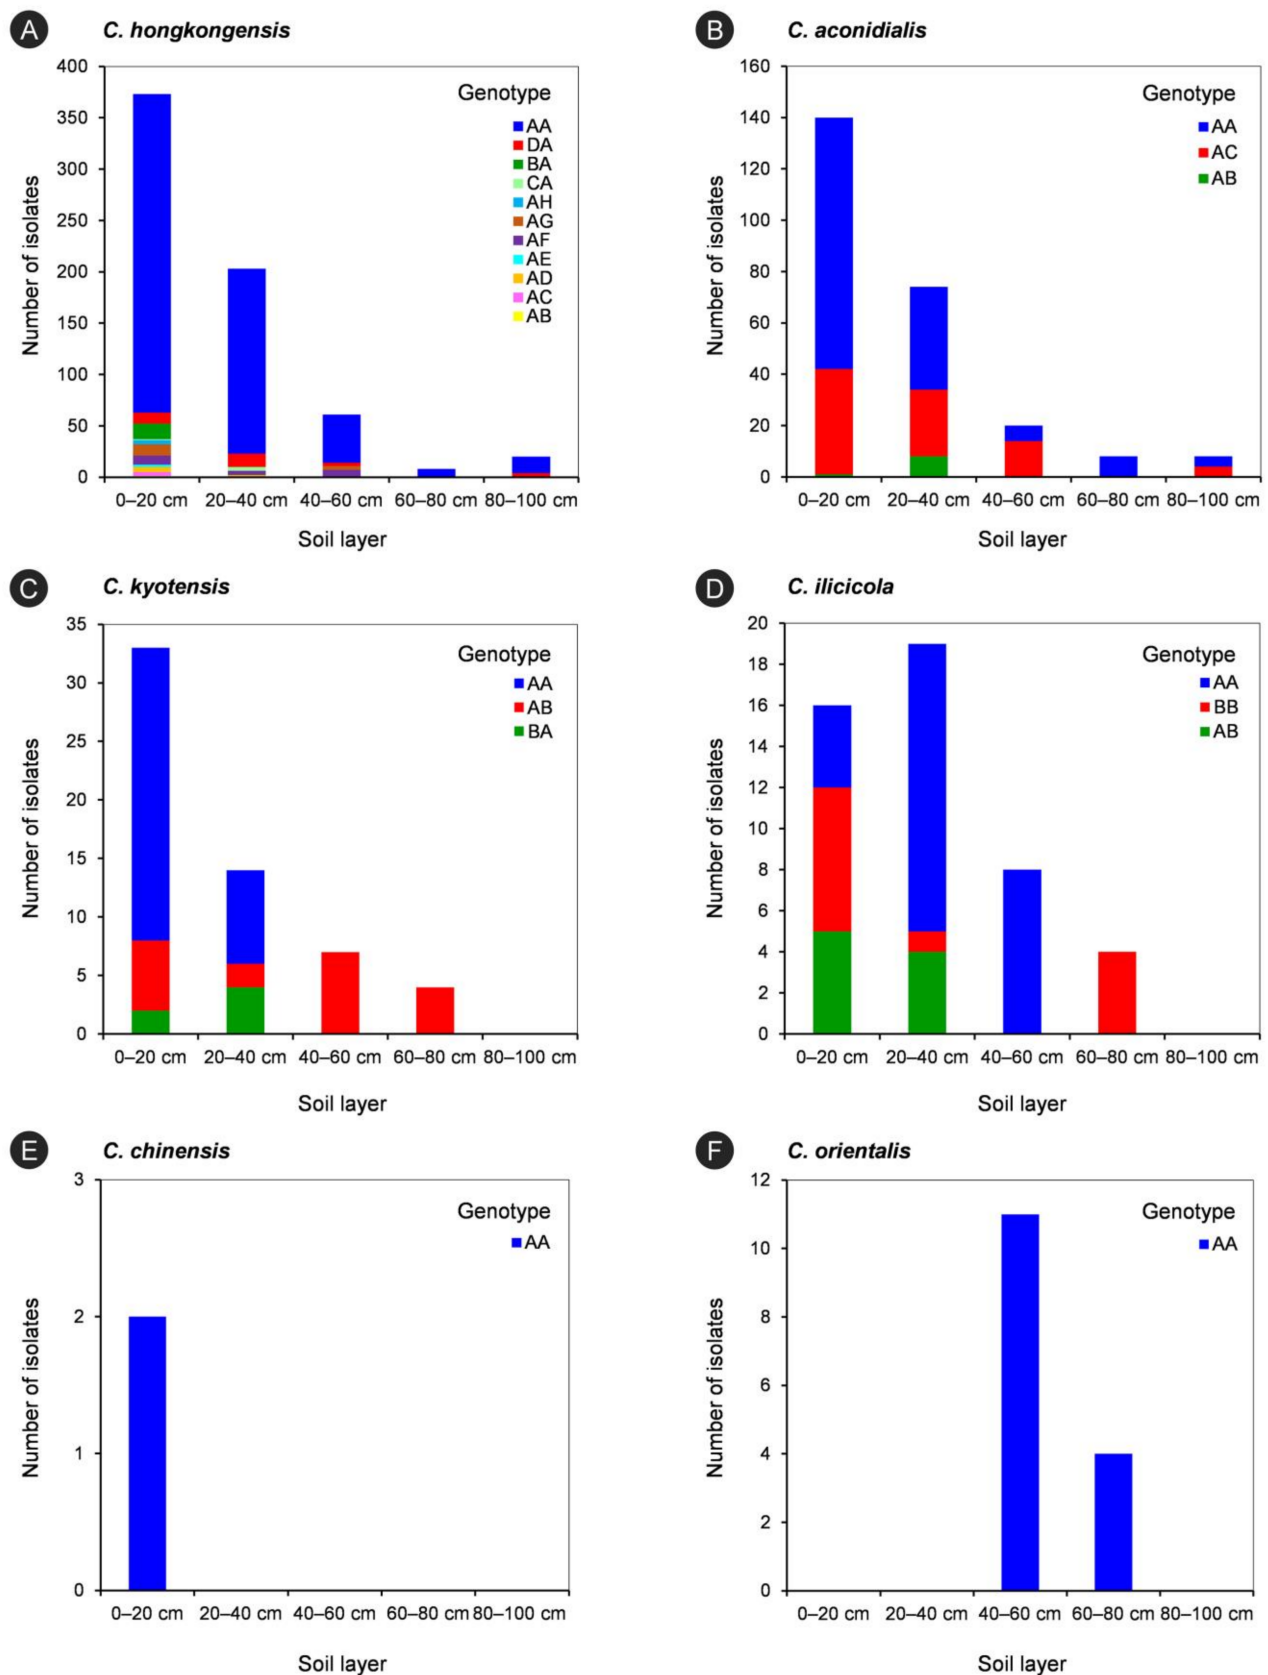 A C. hongkongensis
400
350
300
250
200
150
100
50
0
Number of isolates
Genotype
AA
DA
BA
CA
AH
AG
AF
AE
AD
AC
AB
0–20 cm 20–40 cm 40–60 cm 60–80 cm 80–100 cm
Soil layer
B C. aconidialis
160
140
120
100
80
60
40
20
0
Number of isolates
Genotype
AA
AC
AB
0–20 cm 20–40 cm 40–60 cm 60–80 cm 80–100 cm
Soil layer
C C. kyotensis
35
30
25
20
15
10
5
0
Number of isolates
Genotype
AA
AB
BA
0–20 cm 20–40 cm 40–60 cm 60–80 cm 80–100 cm
Soil layer
D C. ilicicola
20
18
16
14
12
10
8
6
4
2
0
Number of isolates
Genotype
AA
BB
AB
0–20 cm 20–40 cm 40–60 cm 60–80 cm 80–100 cm
Soil layer
E C. chinensis
3
2
1
0
Number of isolates
Genotype
AA
0–20 cm 20–40 cm 40–60 cm 60–80 cm 80–100 cm
Soil layer
F C. orientalis
12
10
8
6
4
2
0
Number of isolates
Genotype
AA
0–20 cm 20–40 cm 40–60 cm 60–80 cm 80–100 cm
Soil layer